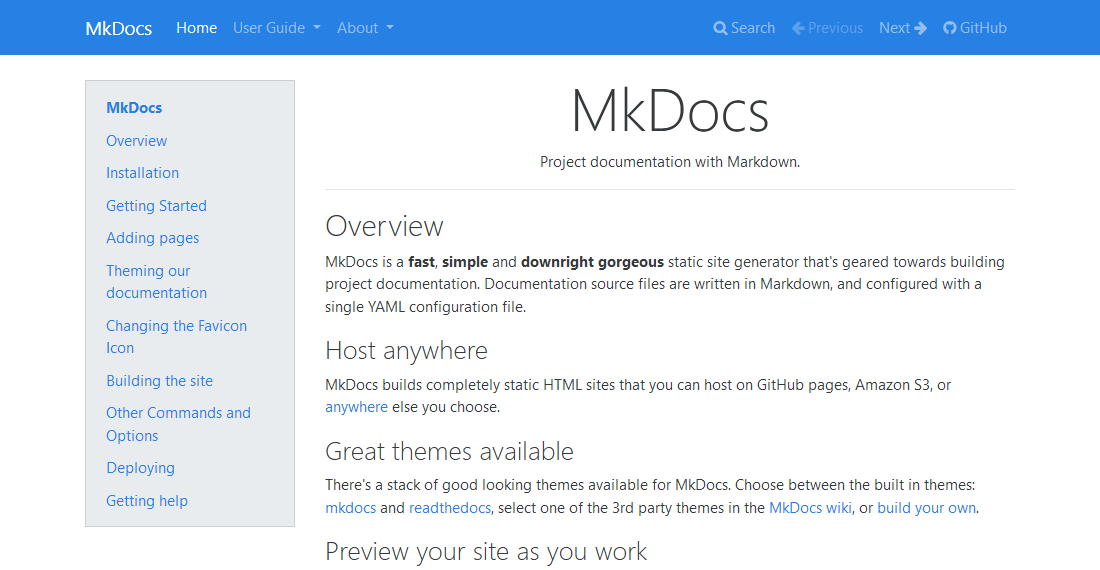 MkDocs Home User Guide About Search Previous Next GitHub
MkDocs
Overview
Installation
Getting Started
Adding pages
Theming our
documentation
Changing the Favicon
Icon
Building the site
Other Commands and
Options
Deploying
Getting help
MkDocs
Project documentation with Markdown.
Overview
MkDocs is a fast, simple and downright gorgeous static site generator that's geared towards building
project documentation. Documentation source files are written in Markdown, and configured with a
single YAML configuration file.
Host anywhere
MkDocs builds completely static HTML sites that you can host on GitHub pages, Amazon S3, or
anywhere else you choose.
Great themes available
There's a stack of good looking themes available for MkDocs. Choose between the built in themes:
mkdocs and readthedocs, select one of the 3rd party themes in the MkDocs wiki, or build your own.
Preview your site as you work